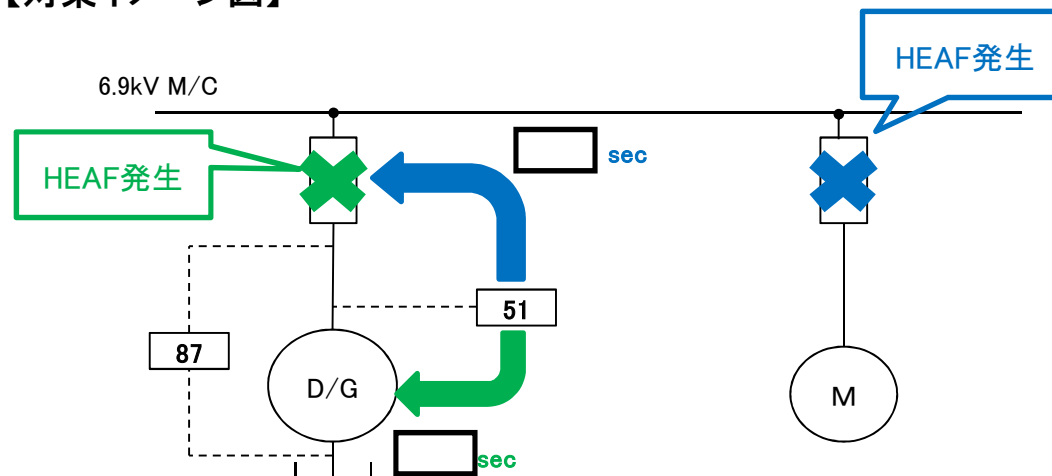 HEAF発生
6.9kV M/C
HEAF発生
sec
51
87
D/G
M
sec